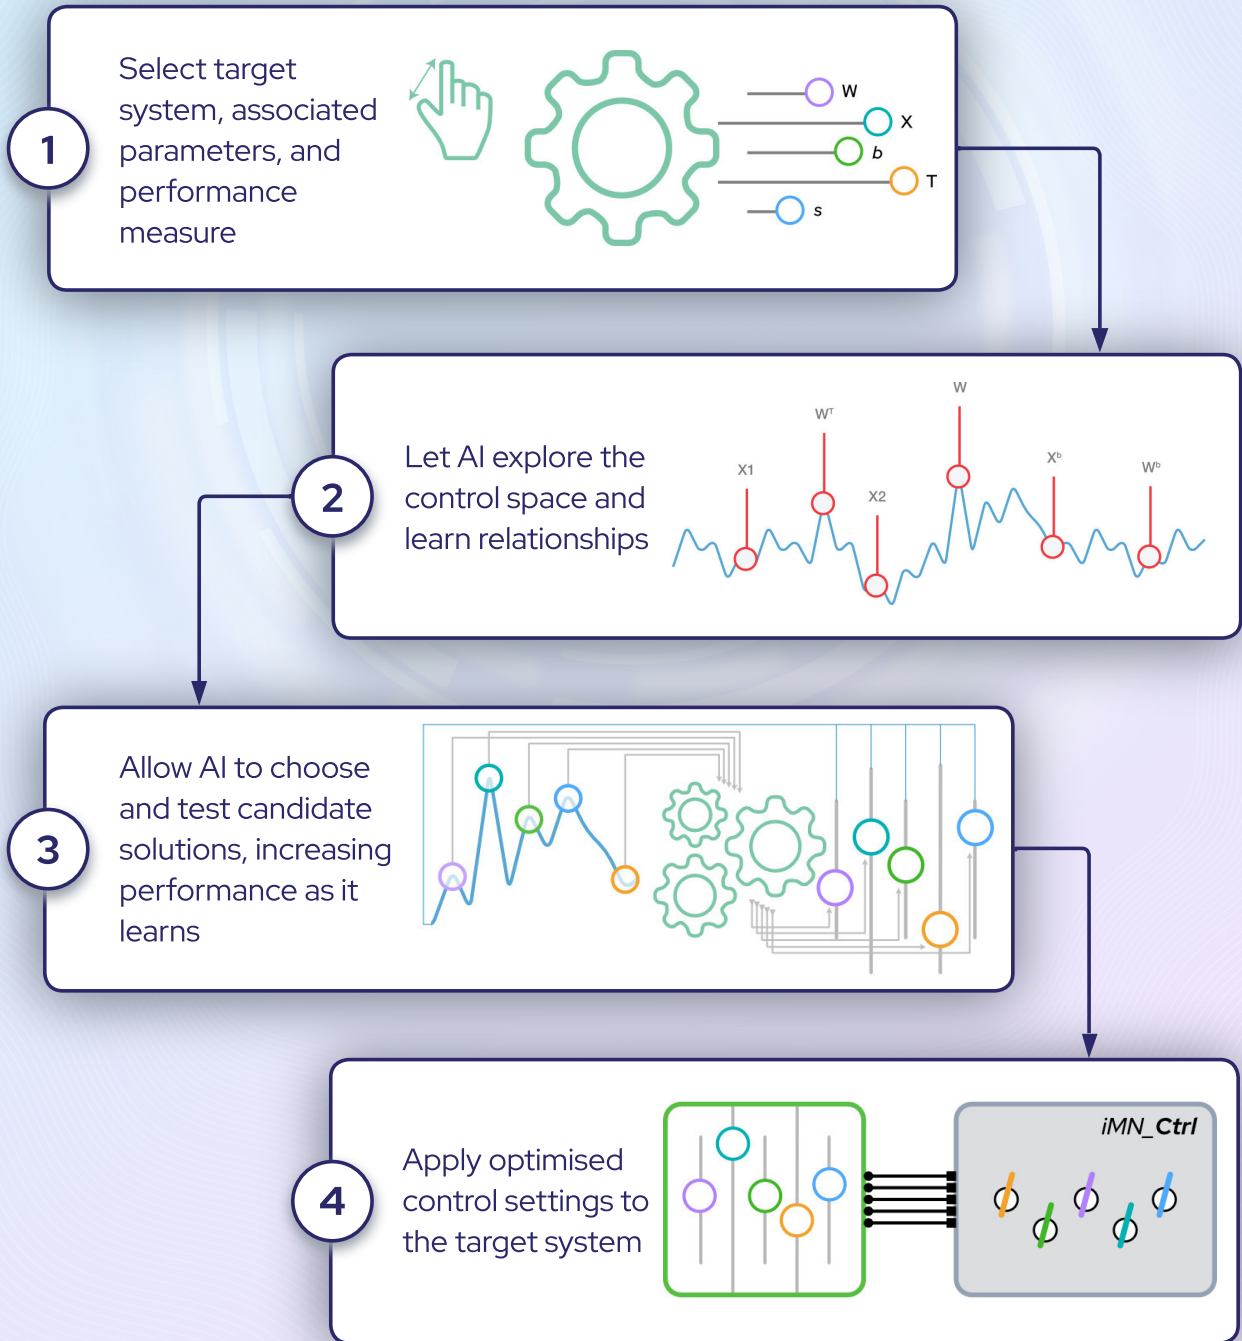 1
Select target
system, associated
parameters, and
performance
measure
W
X
b
T
s
2
Let AI explore the
control space and
learn relationships
X1
Wᵀ
X2
W
Xᵇ
Wᵇ
3
Allow AI to choose
and test candidate
solutions, increasing
performance as it
learns
4
Apply optimised
control settings to
the target system
iMN_Ctrl